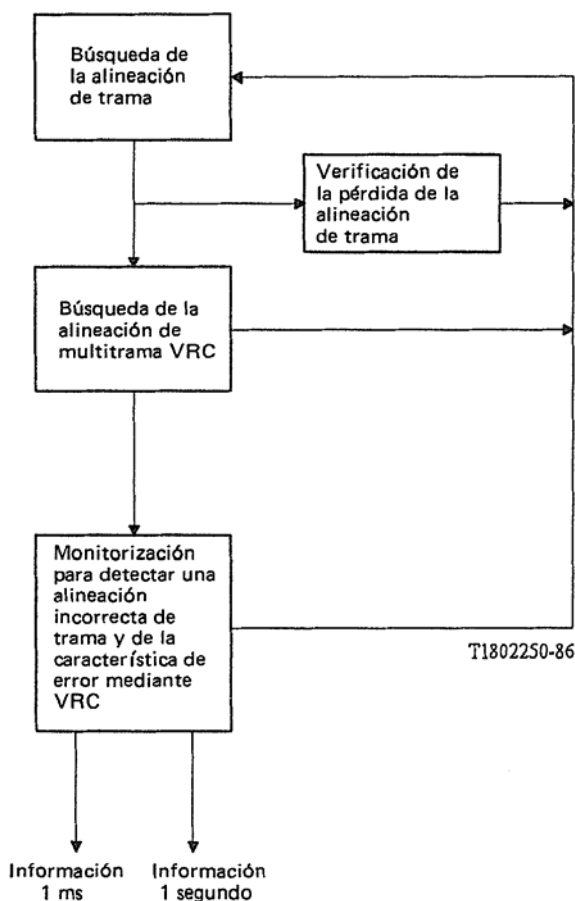 Búsqueda de
la alineación
de trama
Verificación de
la pérdida de la
alineación
de trama
Búsqueda de la
alineación de
multitrama VRC
Monitorización
para detectar una
alineación
incorrecta de
trama y de la
característica de
error mediante
VRC
T1802250-86
Información
1 ms
Información
1 segundo